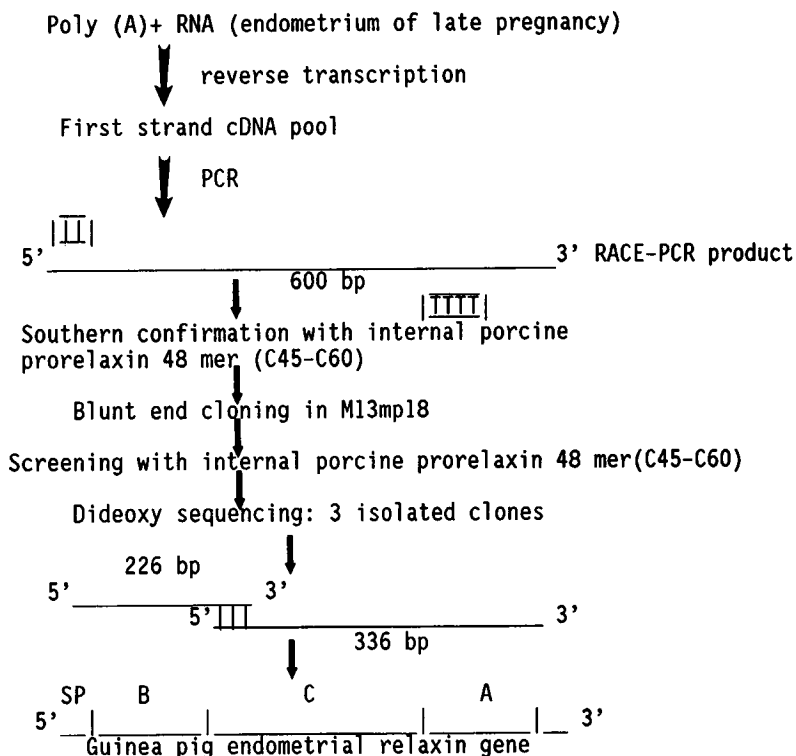 Poly (A)+ RNA (endometrium of late pregnancy)
reverse transcription
First strand cDNA pool
PCR
5' 3' RACE-PCR product
600 bp
TTTT
Southern confirmation with internal porcine
prorelaxin 48 mer (C45-C60)
Blunt end cloning in M13mp18
Screening with internal porcine prorelaxin 48 mer(C45-C60)
Dideoxy sequencing: 3 isolated clones
226 bp
5' 3'
5' 3'
336 bp
SP B C A
5' 3'
Guinea pig endometrial relaxin gene